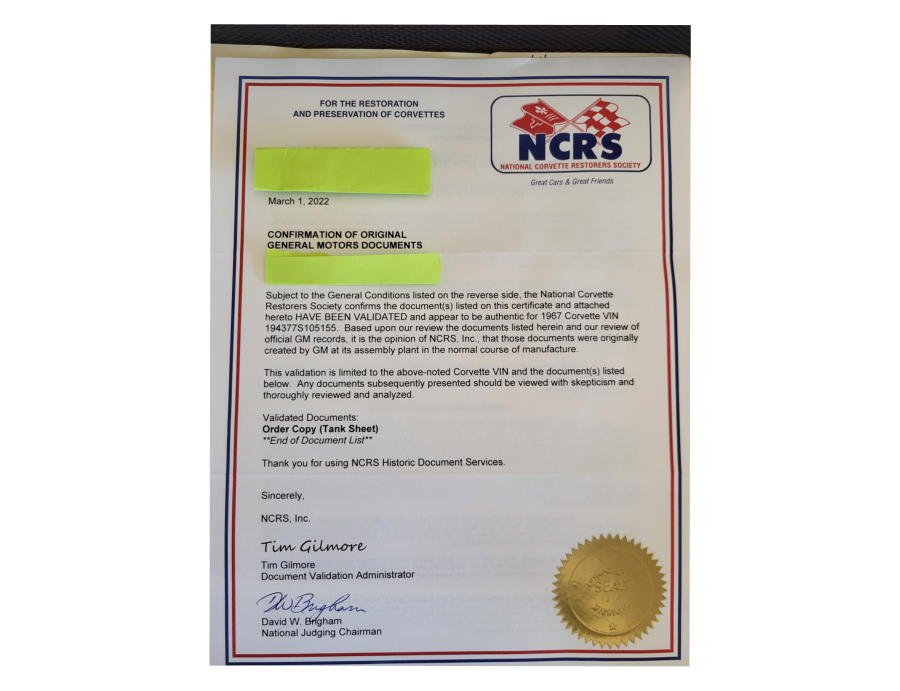 FOR THE RESTORATION
AND PRESERVATION OF CORVETTES
NCRS
NATIONAL CORVETTE RESTORERS SOCIETY
Great Cars & Great Friends
March 1, 2022
CONFIRMATION OF ORIGINAL
GENERAL MOTORS DOCUMENTS
Subject to the General Conditions listed on the reverse side, the National Corvette
Restorers Society confirms the document(s) listed on this certificate and attached
hereto HAVE BEEN VALIDATED and appear to be authentic for 1967 Corvette VIN
194377S105155. Based upon our review the documents listed herein and our review of
official GM records, it is the opinion of NCRS, Inc., that those documents were originally
created by GM at its assembly plant in the normal course of manufacture.
This validation is limited to the above-noted Corvette VIN and the document(s) listed
below. Any documents subsequently presented should be viewed with skepticism and
thoroughly reviewed and analyzed.
Validated Documents:
Order Copy (Tank Sheet)
**End of Document List**
Thank you for using NCRS Historic Document Services.
Sincerely,
NCRS, Inc.
Tim Gilmore
Tim Gilmore
Document Validation Administrator
DW Brigham
David W. Brigham
National Judging Chairman
SEAL